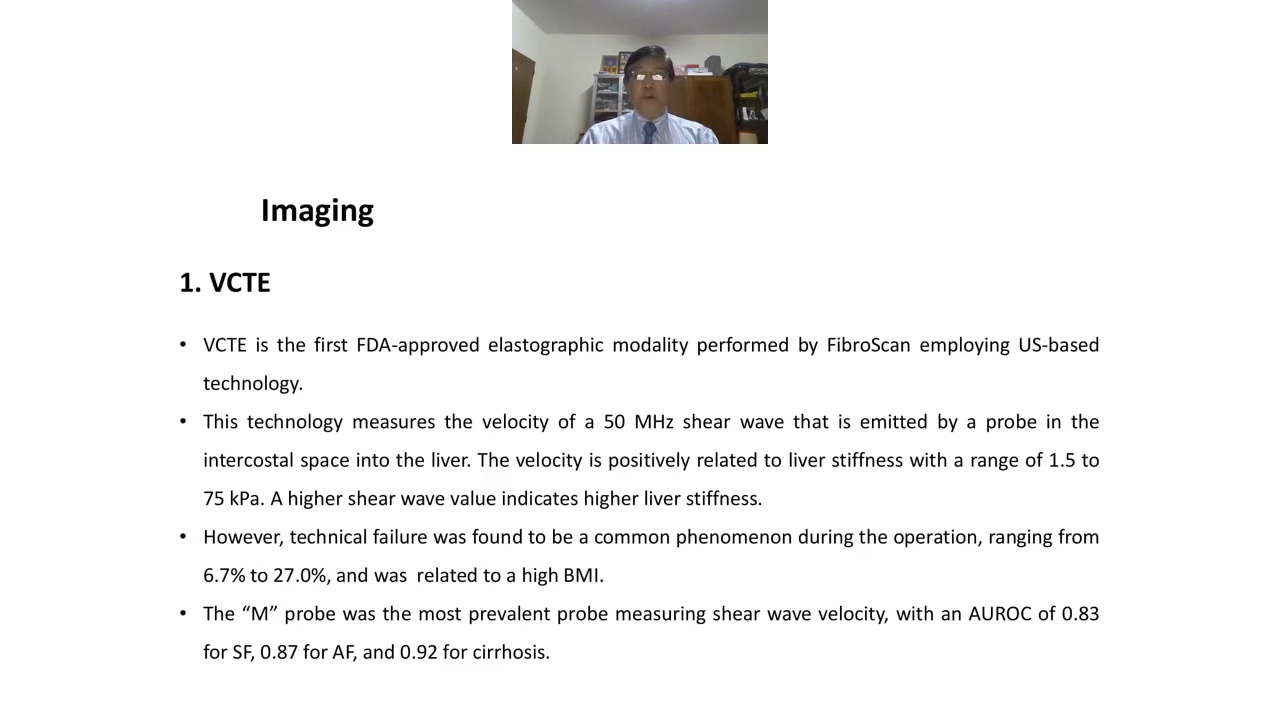 Imaging
1. VCTE
• VCTE is the first FDA-approved elastographic modality performed by FibroScan employing US-based
technology.
• This technology measures the velocity of a 50 MHz shear wave that is emitted by a probe in the
intercostal space into the liver. The velocity is positively related to liver stiffness with a range of 1.5 to
75 kPa. A higher shear wave value indicates higher liver stiffness.
• However, technical failure was found to be a common phenomenon during the operation, ranging from
6.7% to 27.0%, and was  related to a high BMI.
• The “M” probe was the most prevalent probe measuring shear wave velocity, with an AUROC of 0.83
for SF, 0.87 for AF, and 0.92 for cirrhosis.